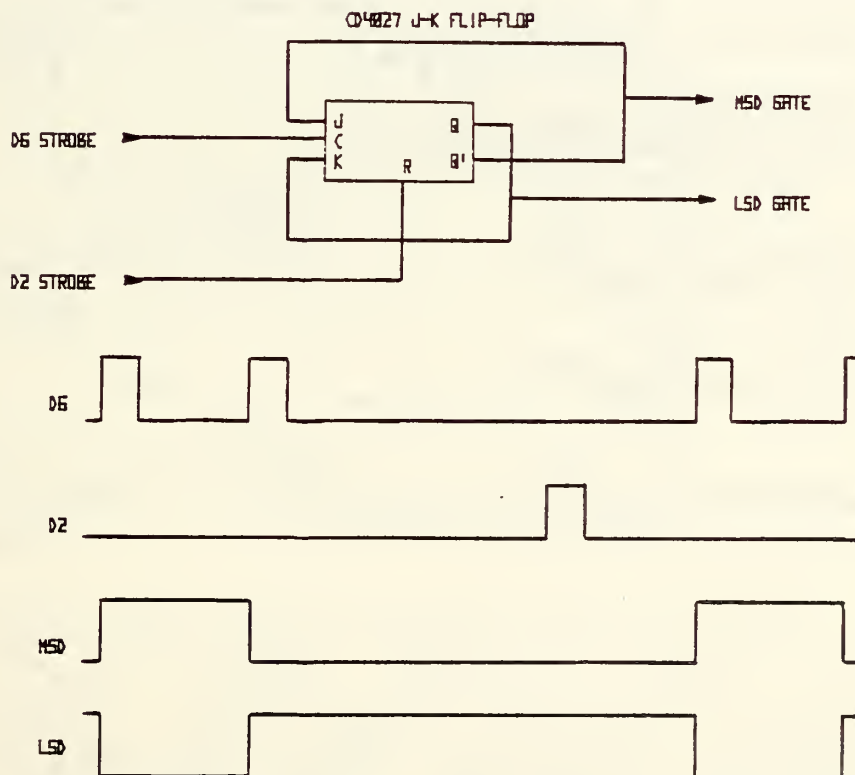 CD4027 J-K FLIP-FLOP
J
Q
MSD GATE
D6 STROBE
C
K
R
Q'
LSD GATE
D2 STROBE
D6
D2
MSD
LSD